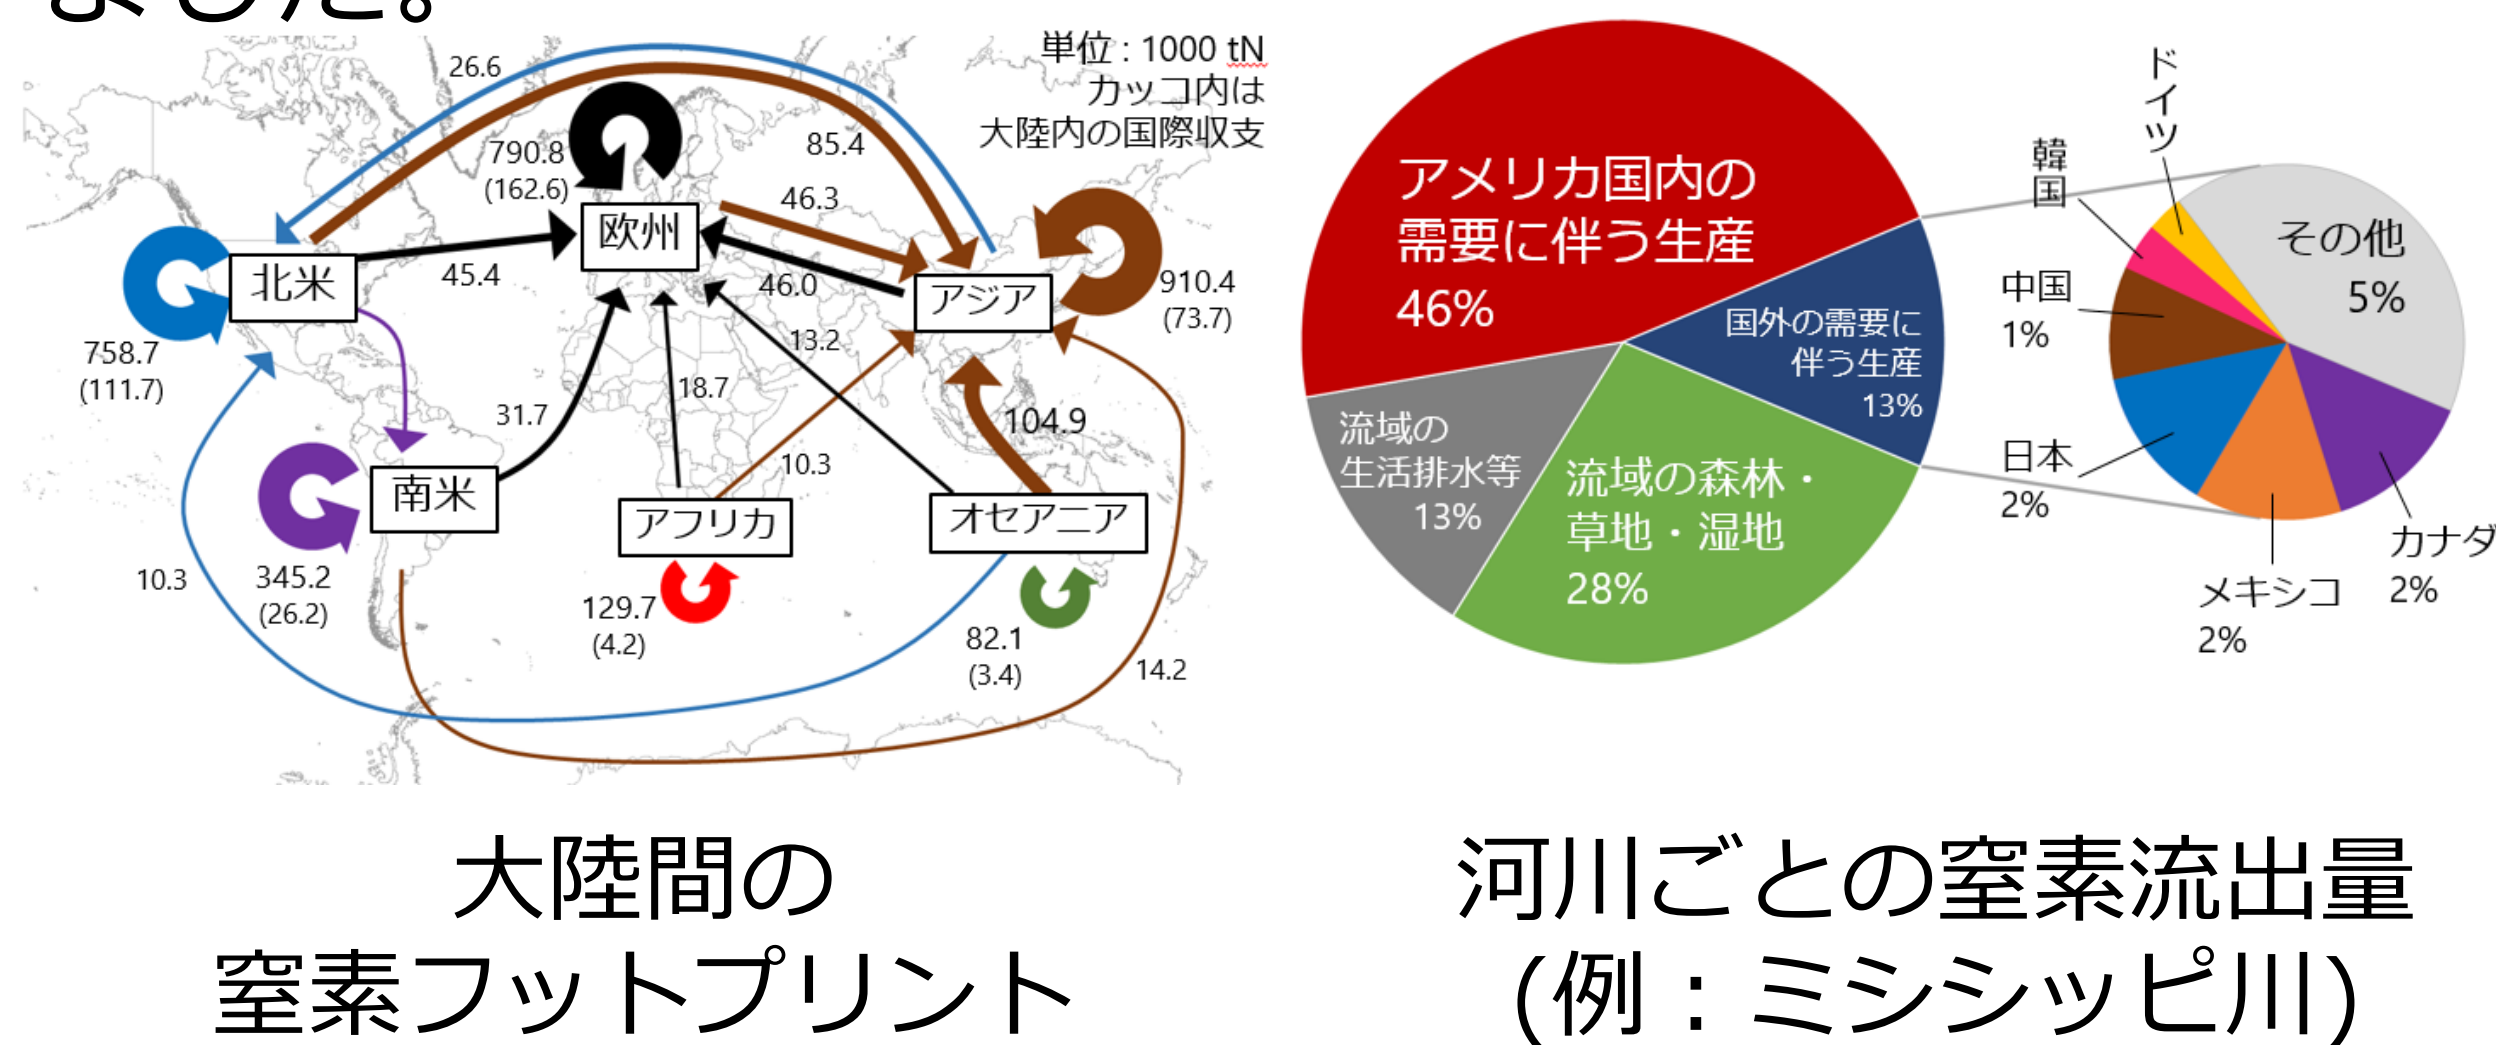 ました。
単位：1000 tN
カッコ内は
大陸内の国際収支
26.6
85.4
790.8
(162.6)
46.3
欧州
北米
45.4
46.0
アジア
910.4
(73.7)
758.7
(111.7)
13.2
18.7
31.7
104.9
10.3
南米
アフリカ
オセアニア
10.3
345.2
(26.2)
129.7
(4.2)
82.1
(3.4)
14.2
大陸間の
窒素フットプリント
アメリカ国内の
需要に伴う生産
46%
国外の需要に
伴う生産
13%
流域の
生活排水等
13%
流域の森林・
草地・湿地
28%
ドイツ
韓国
中国
1%
日本
2%
メキシコ
2%
カナダ
2%
その他
5%
河川ごとの窒素流出量
(例：ミシシッピ川)